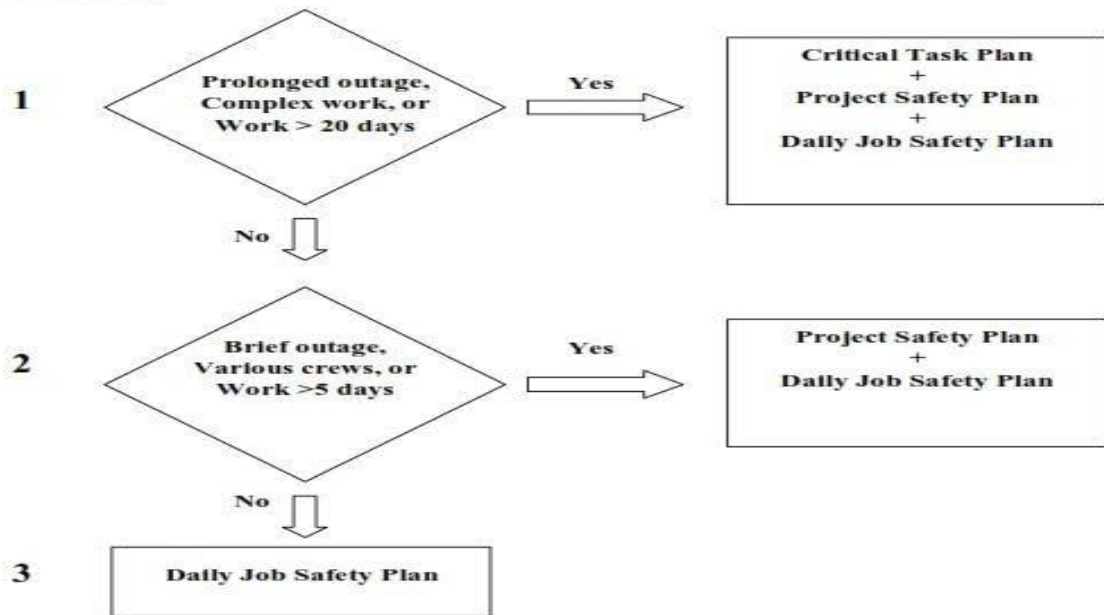 1
Prolonged outage,
Complex work, or
Work > 20 days
Yes
Critical Task Plan
+
Project Safety Plan
+
Daily Job Safety Plan
No
2
Brief outage,
Various crews, or
Work >5 days
Yes
Project Safety Plan
+
Daily Job Safety Plan
No
3
Daily Job Safety Plan